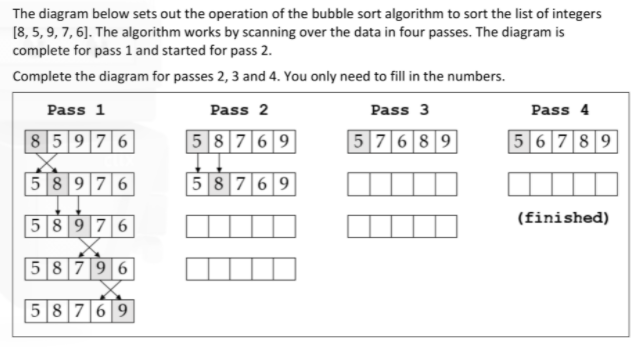 The diagram below sets out the operation of the bubble sort algorithm to sort the list of integers
[8, 5, 9, 7, 6]. The algorithm works by scanning over the data in four passes. The diagram is
complete for pass 1 and started for pass 2.
Complete the diagram for passes 2, 3 and 4. You only need to fill in the numbers.
Pass 1 Pass 2 Pass 3 Pass 4
8 5 9 7 6 5 8 7 6 9 5 7 6 8 9 5 6 7 8 9
5 8 9 7 6 5 8 7 6 9
5 8 9 7 6 (finished)
5 8 7 9 6
5 8 7 6 9